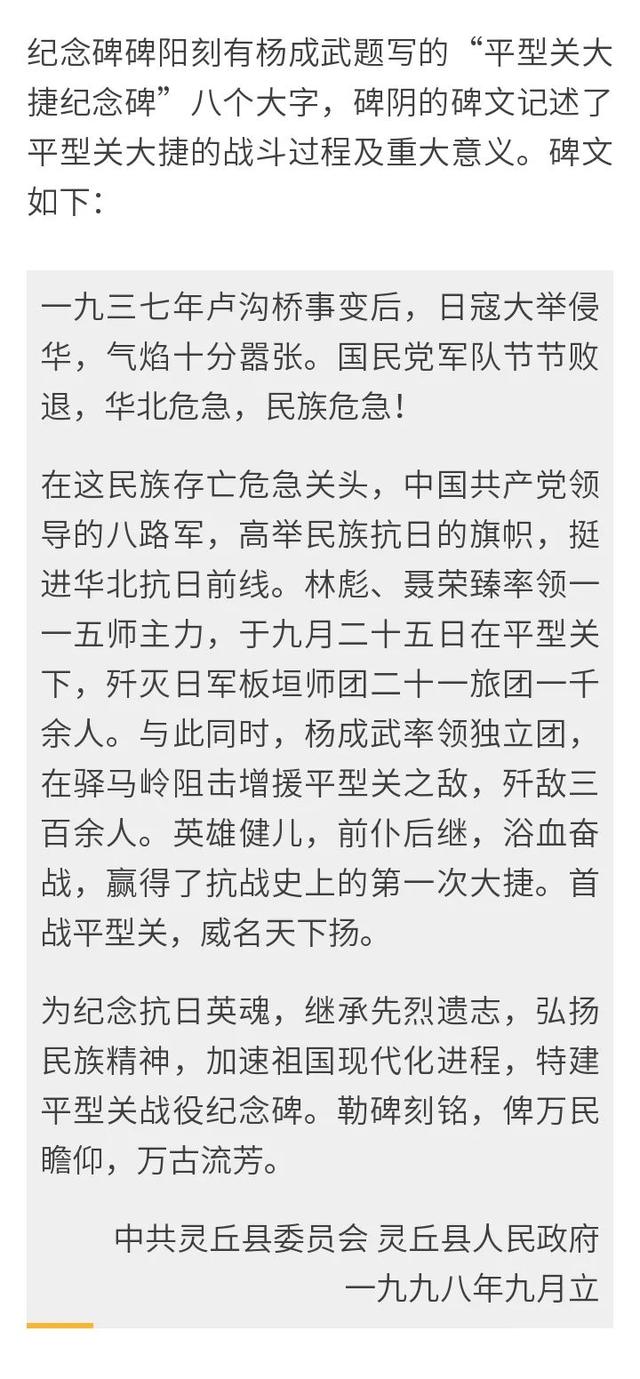 纪念碑碑阳刻有杨成武题写的“平型关大
捷纪念碑”八个大字，碑阴的碑文记述了
平型关大捷的战斗过程及重大意义。碑文
如下：
一九三七年卢沟桥事变后，日寇大举侵
华，气焰十分嚣张。国民党军队节节败
退，华北危急，民族危急！
在这民族存亡危急关头，中国共产党领
导的八路军，高举民族抗日的旗帜，挺
进华北抗日前线。林彪、聂荣臻率领一
一五师主力，于九月二十五日在平型关
下，歼灭日军板垣师团二十一旅团一千
余人。与此同时，杨成武率领独立团，
在驿马岭阻击增援平型关之敌，歼敌三
百余人。英雄健儿，前仆后继，浴血奋
战，赢得了抗战史上的第一次大捷。首
战平型关，威名天下扬。
为纪念抗日英魂，继承先烈遗志，弘扬
民族精神，加速祖国现代化进程，特建
平型关战役纪念碑。勒碑刻铭，俾万民
瞻仰，万古流芳。
中共灵丘县委员会 灵丘县人民政府
一九九八年九月立